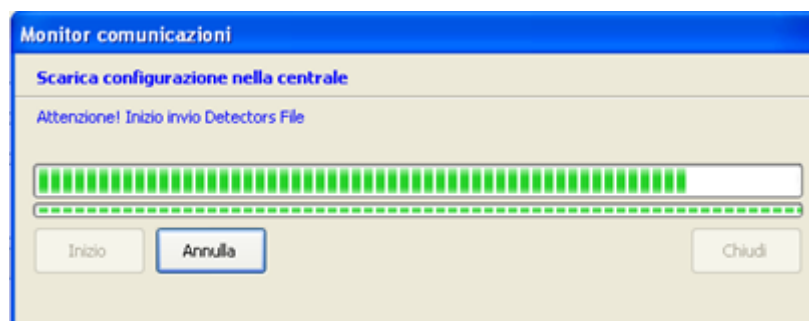 Monitor comunicazioni
Scarica configurazione nella centrale
Attenzione! Inizio invio Detectors File
Inizio Annulla Chiudi